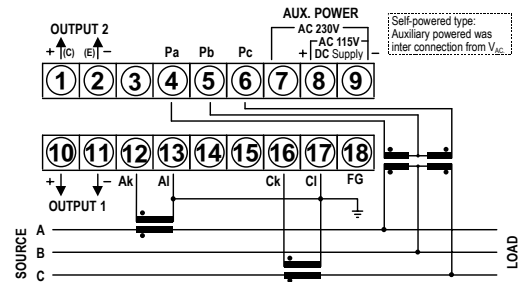 AUX. POWER
AC 230V
AC 115V
+ DC Supply −
Self-powered type:
Auxiliary powered was
inter connection from VAC
OUTPUT 2
+ (C) (E) −
Pa Pb Pc
1 2 3 4 5 6 7 8 9
10 11 12 13 14 15 16 17 18
+ − Ak Al Ck Cl FG
OUTPUT 1
SOURCE
A
B
C
LOAD